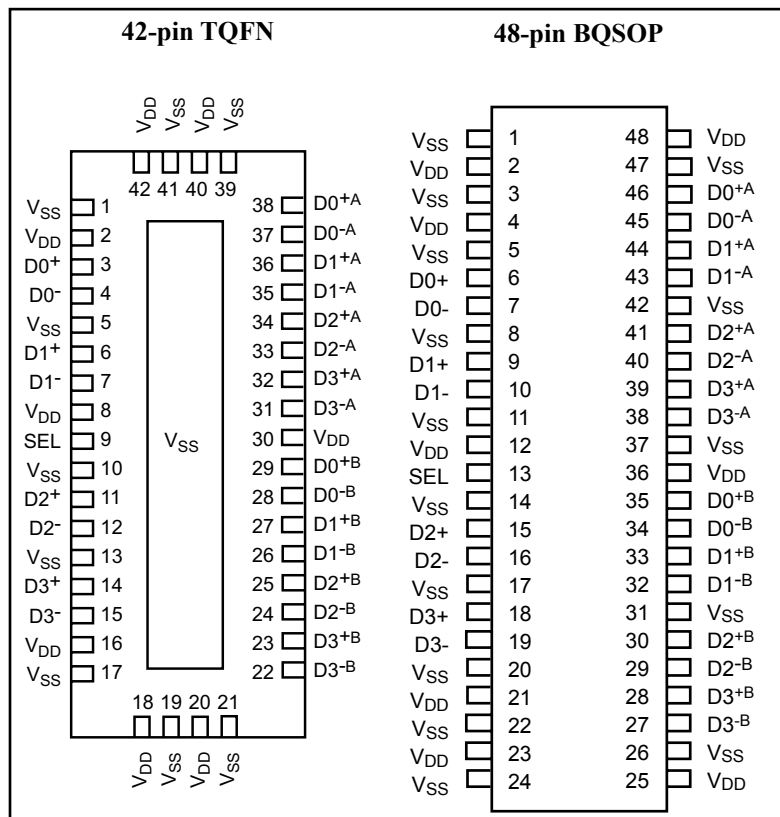 42-pin TQFN
48-pin BQSOP
VDD VSS VDD VSS
42 41 40 39
VSS 1
VDD 2
D0+ 3
D0- 4
VSS 5
D1+ 6
D1- 7
VDD 8
SEL 9
VSS 10
D2+ 11
D2- 12
VSS 13
D3+ 14
D3- 15
VDD 16
VSS 17
VSS
38 D0+A
37 D0-A
36 D1+A
35 D1-A
34 D2+A
33 D2-A
32 D3+A
31 D3-A
30 VDD
29 D0+B
28 D0-B
27 D1+B
26 D1-B
25 D2+B
24 D2-B
23 D3+B
22 D3-B
18 19 20 21
VDD VSS VDD VSS
VSS 1 48 VDD
VDD 2 47 VSS
VSS 3 46 D0+A
VDD 4 45 D0-A
VSS 5 44 D1+A
D0+ 6 43 D1-A
D0- 7 42 VSS
VSS 8 41 D2+A
D1+ 9 40 D2-A
D1- 10 39 D3+A
VSS 11 38 D3-A
VDD 12 37 VSS
SEL 13 36 VDD
VSS 14 35 D0+B
D2+ 15 34 D0-B
D2- 16 33 D1+B
VSS 17 32 D1-B
D3+ 18 31 VSS
D3- 19 30 D2+B
VSS 20 29 D2-B
VDD 21 28 D3+B
VSS 22 27 D3-B
VDD 23 26 VSS
VSS 24 25 VDD